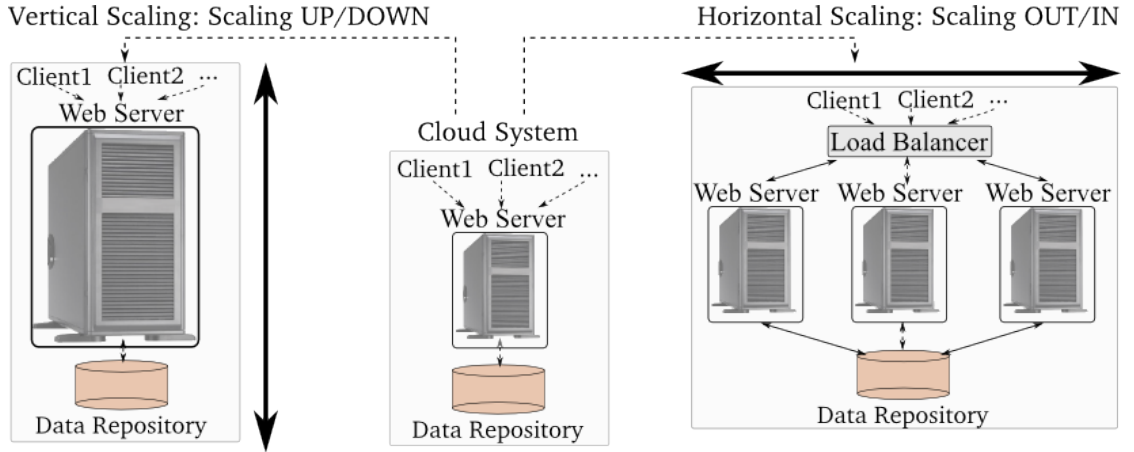 Vertical Scaling: Scaling UP/DOWN
Client1 Client2 ...
Web Server
Data Repository
Cloud System
Client1 Client2 ...
Web Server
Data Repository
Horizontal Scaling: Scaling OUT/IN
Client1 Client2 ...
Load Balancer
Web Server Web Server Web Server
Data Repository